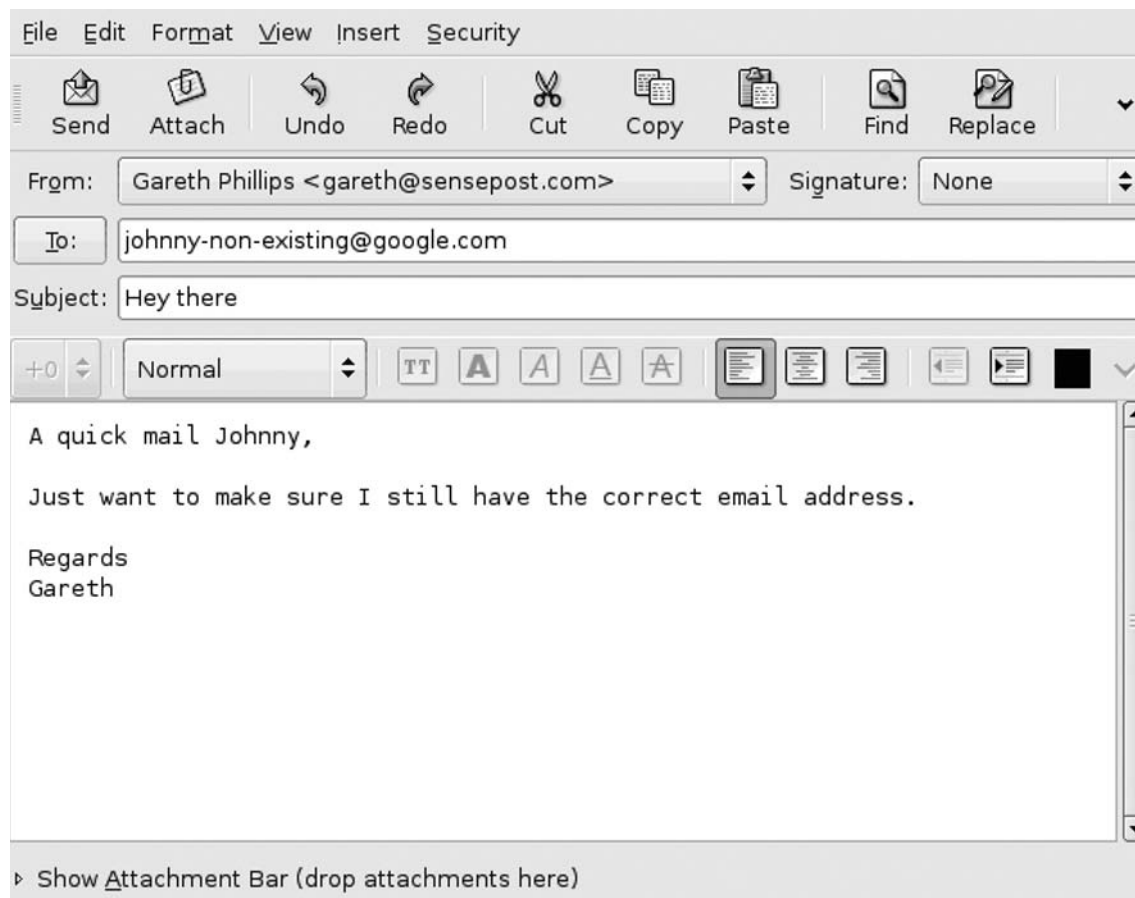 File Edit Format View Insert Security
Send Attach Undo Redo Cut Copy Paste Find Replace
From: Gareth Phillips <gareth@sensepost.com> Signature: None
To: johnny-non-existing@google.com
Subject: Hey there
+0 Normal TT A A A A
A quick mail Johnny,
Just want to make sure I still have the correct email address.
Regards
Gareth
Show Attachment Bar (drop attachments here)